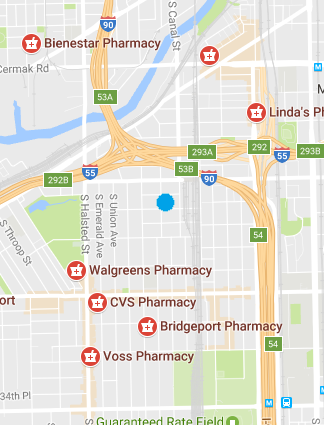 90
S Canal St
Bienestar Pharmacy
Cermak Rd
53A
Linda's Ph
M
293A
292
55
293B
53B
292B
55
90
S Throop St
S Halsted St
S Emerald Ave
S Union Ave
54
Walgreens Pharmacy
CVS Pharmacy
ort
Bridgeport Pharmacy
54
Voss Pharmacy
34th Pl
M
M
Guaranteed Rate Field